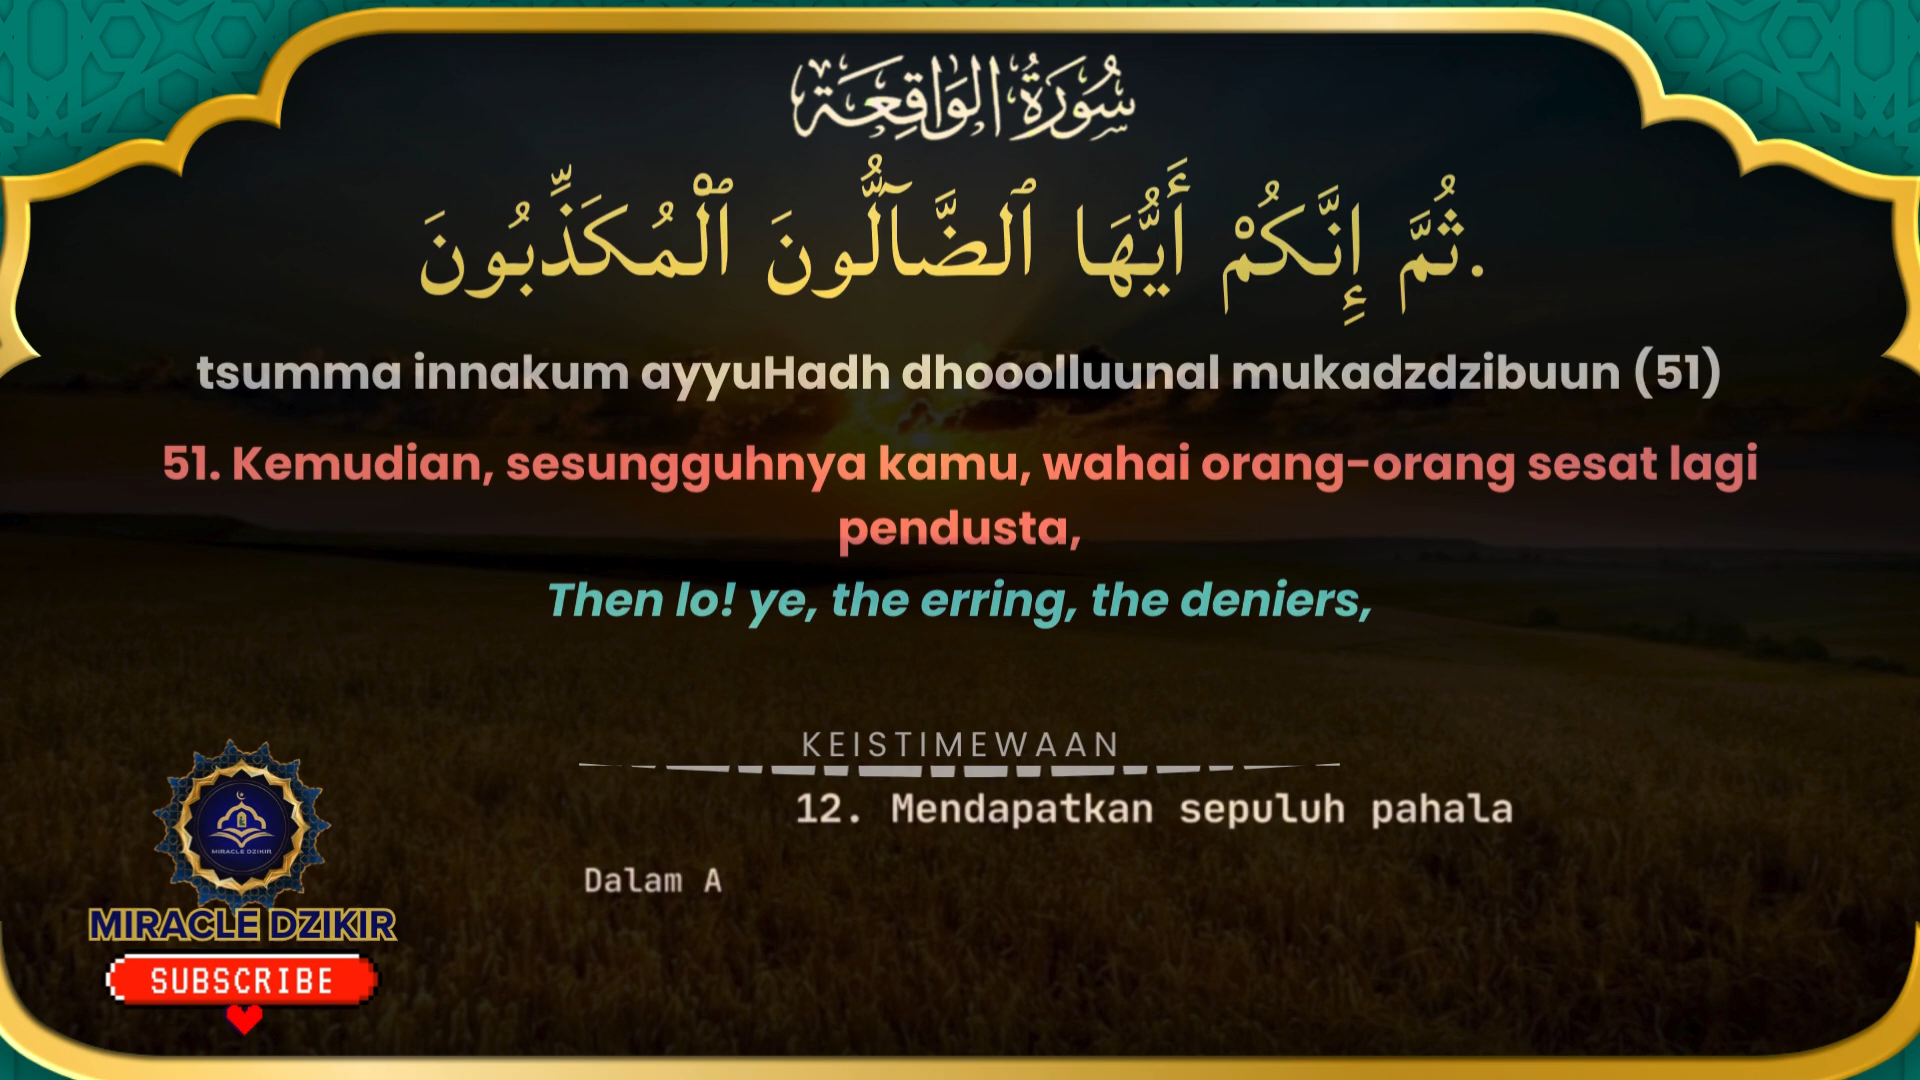 سُورَةُ الوَاقِعَة
.ثُمَّ إِنَّكُمْ أَيُّهَا ٱلضَّآلُّونَ ٱلْمُكَذِّبُونَ
tsumma innakum ayyuHadh dhooolluunal mukadzdzibuun (51)
51. Kemudian, sesungguhnya kamu, wahai orang-orang sesat lagi
pendusta,
Then lo! ye, the erring, the deniers,
KEISTIMEWAAN
12. Mendapatkan sepuluh pahala
Dalam A
MIRACLE DZIKIR
MIRACLE DZIKIR
SUBSCRIBE